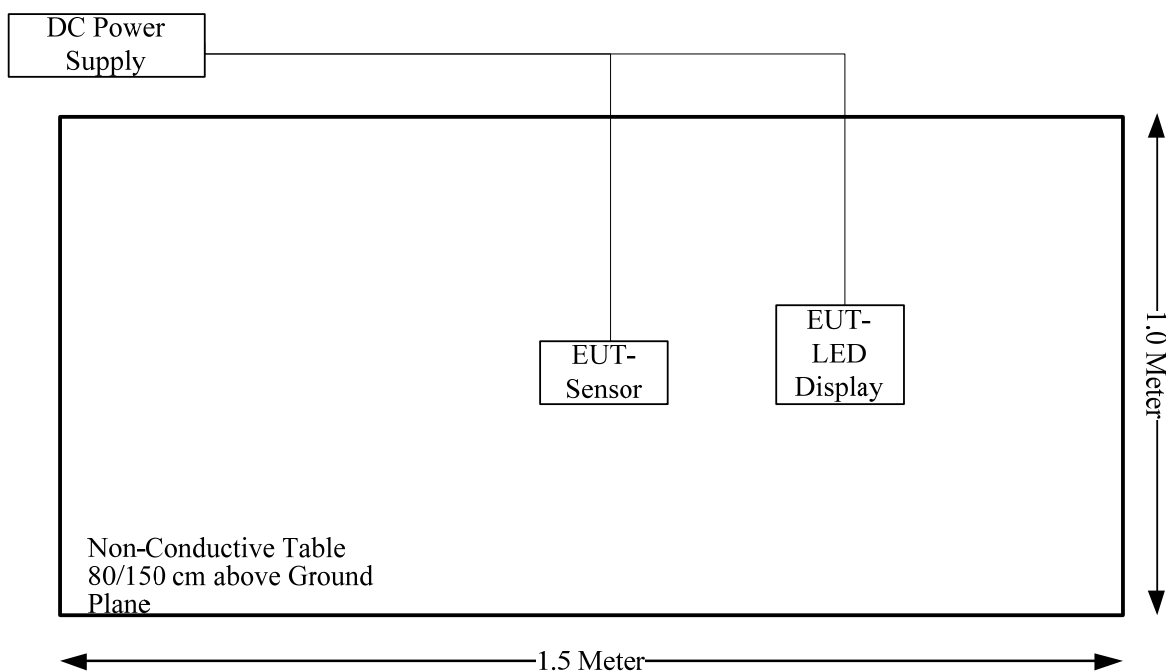 DC Power
Supply
EUT-
LED
Display
EUT-
Sensor
1.0 Meter
Non-Conductive Table
80/150 cm above Ground
Plane
1.5 Meter